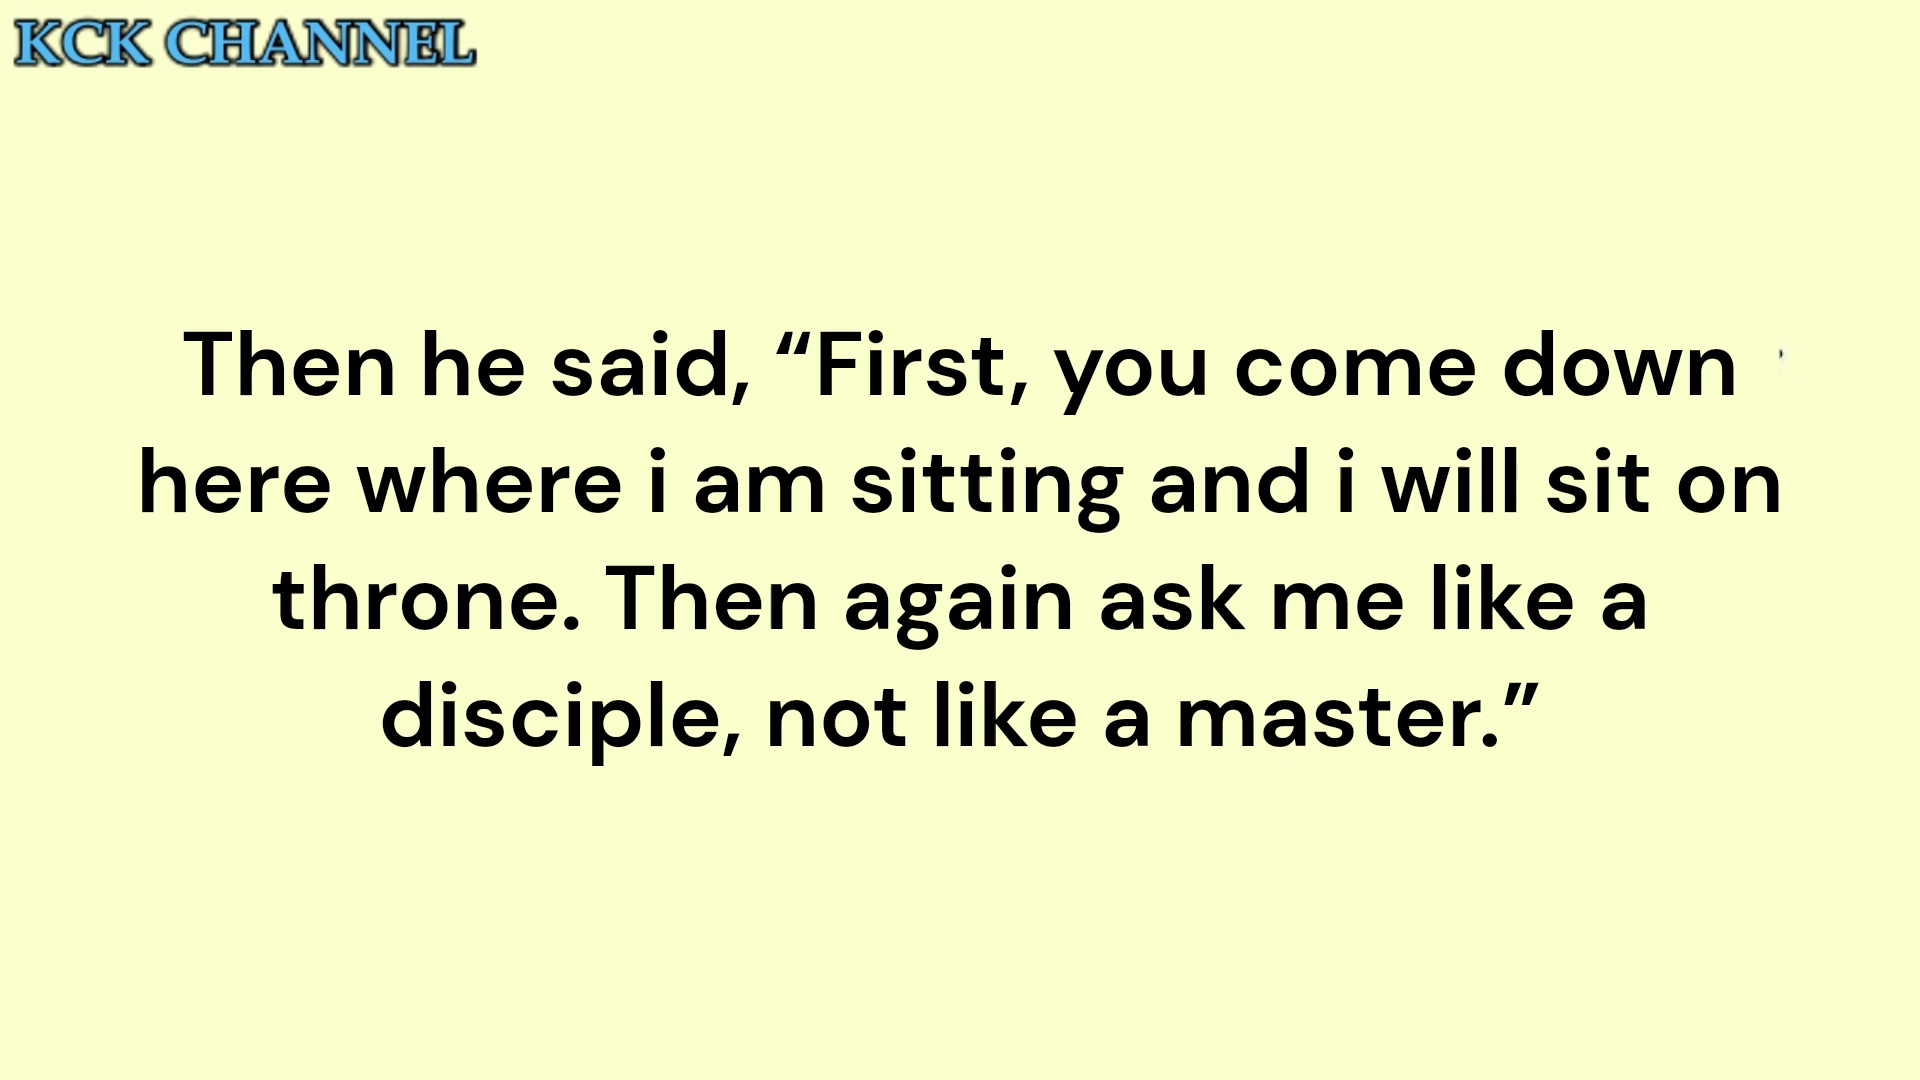 KCK CHANNEL
Then he said, “First, you come down
here where i am sitting and i will sit on
throne. Then again ask me like a
disciple, not like a master.”